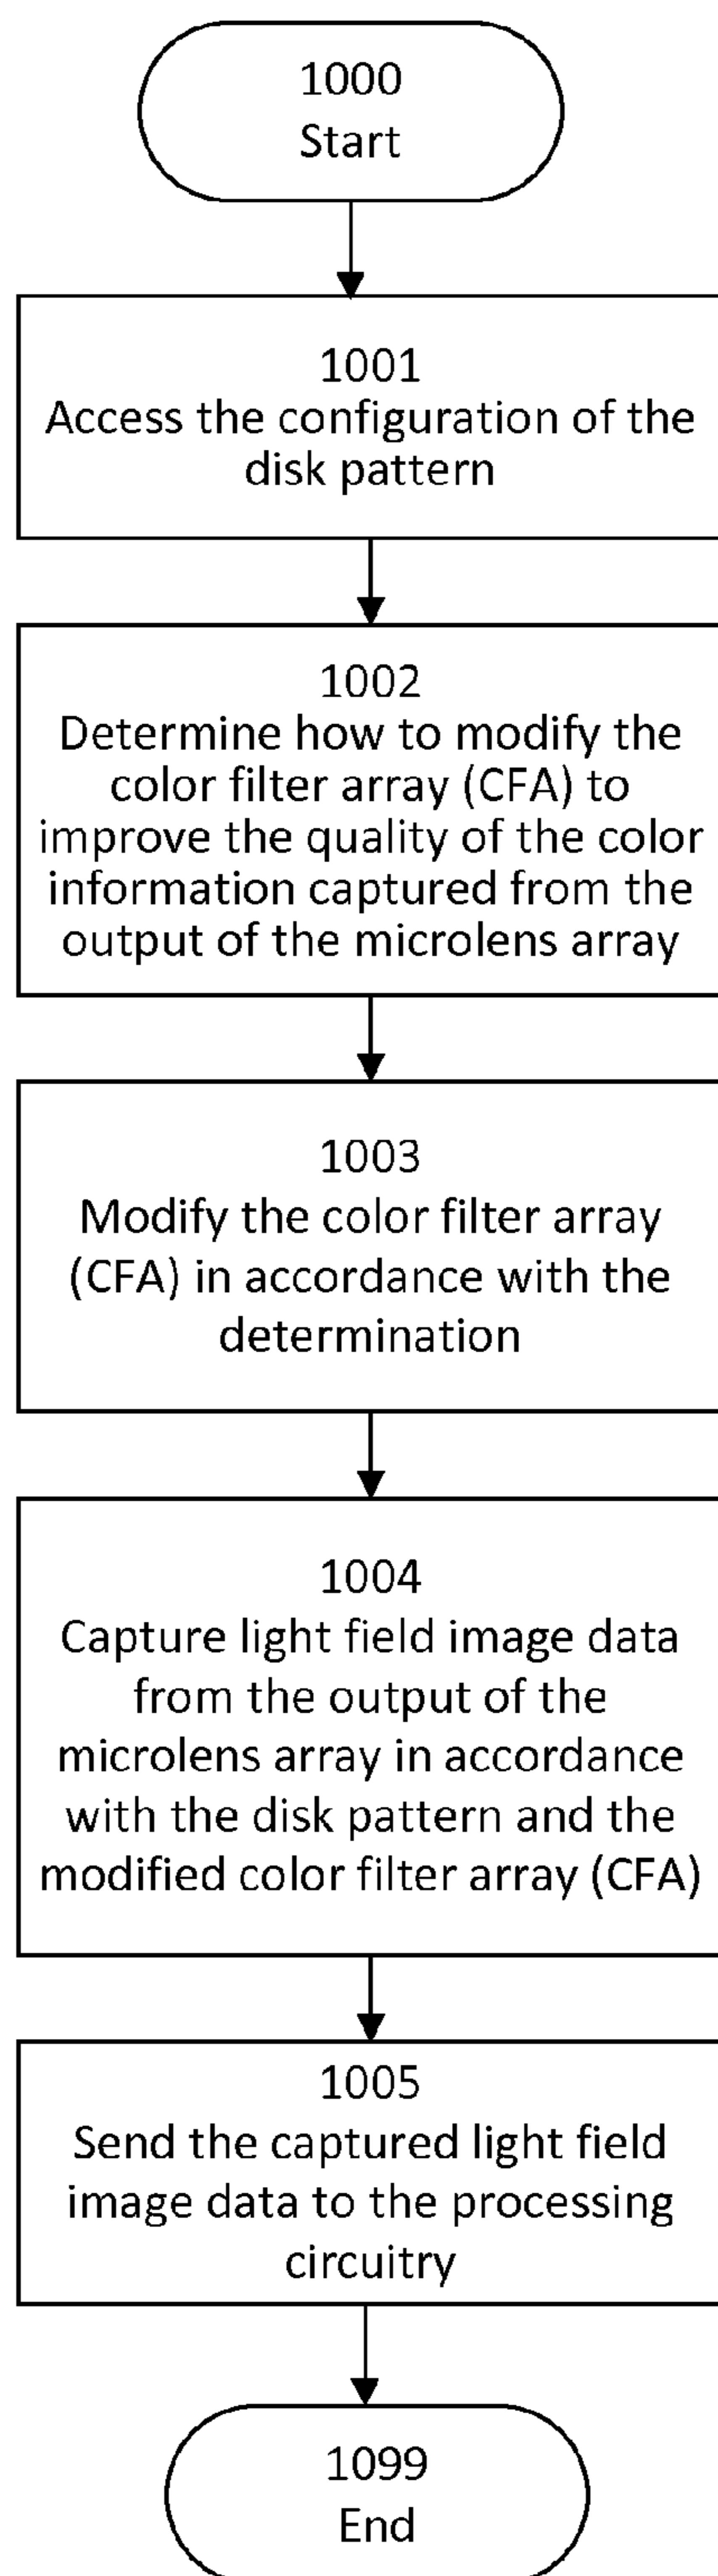 1000
Start
1001
Access the configuration of the
disk pattern
1002
Determine how to modify the
color filter array (CFA) to
improve the quality of the color
information captured from the
output of the microlens array
1003
Modify the color filter array
(CFA) in accordance with the
determination
1004
Capture light field image data
from the output of the
microlens array in accordance
with the disk pattern and the
modified color filter array (CFA)
1005
Send the captured light field
image data to the processing
circuitry
1099
End